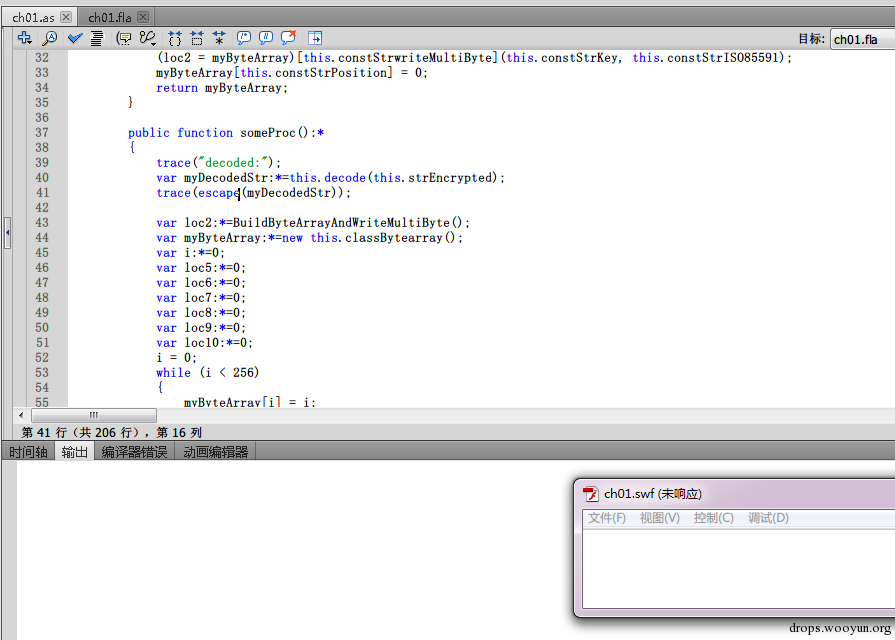 ch01.as ch01.fla
目标: ch01.fla
32 (loc2 = myByteArray)[this.constStrwriteMultiByte](this.constStrKey, this.constStrISO85591);
33 myByteArray[this.constStrPosition] = 0;
34 return myByteArray;
35 }
36
37 public function someProc():*
38 {
39 trace("decoded:");
40 var myDecodedStr:*=this.decode(this.strEncrypted);
41 trace(escape(myDecodedStr));
42
43 var loc2:*=BuildByteArrayAndWriteMultiByte();
44 var myByteArray:*=new this.classBytearray();
45 var i:*=0;
46 var loc5:*=0;
47 var loc6:*=0;
48 var loc7:*=0;
49 var loc8:*=0;
50 var loc9:*=0;
51 var loc10:*=0;
52 i = 0;
53 while (i < 256)
54 {
55 myByteArray[i] = i;
第 41 行（共 206 行），第 16 列
时间轴 输出 编译器错误 动画编辑器
ch01.swf (未响应)
文件(F) 视图(V) 控制(C) 调试(D)
drops.wooyun.org